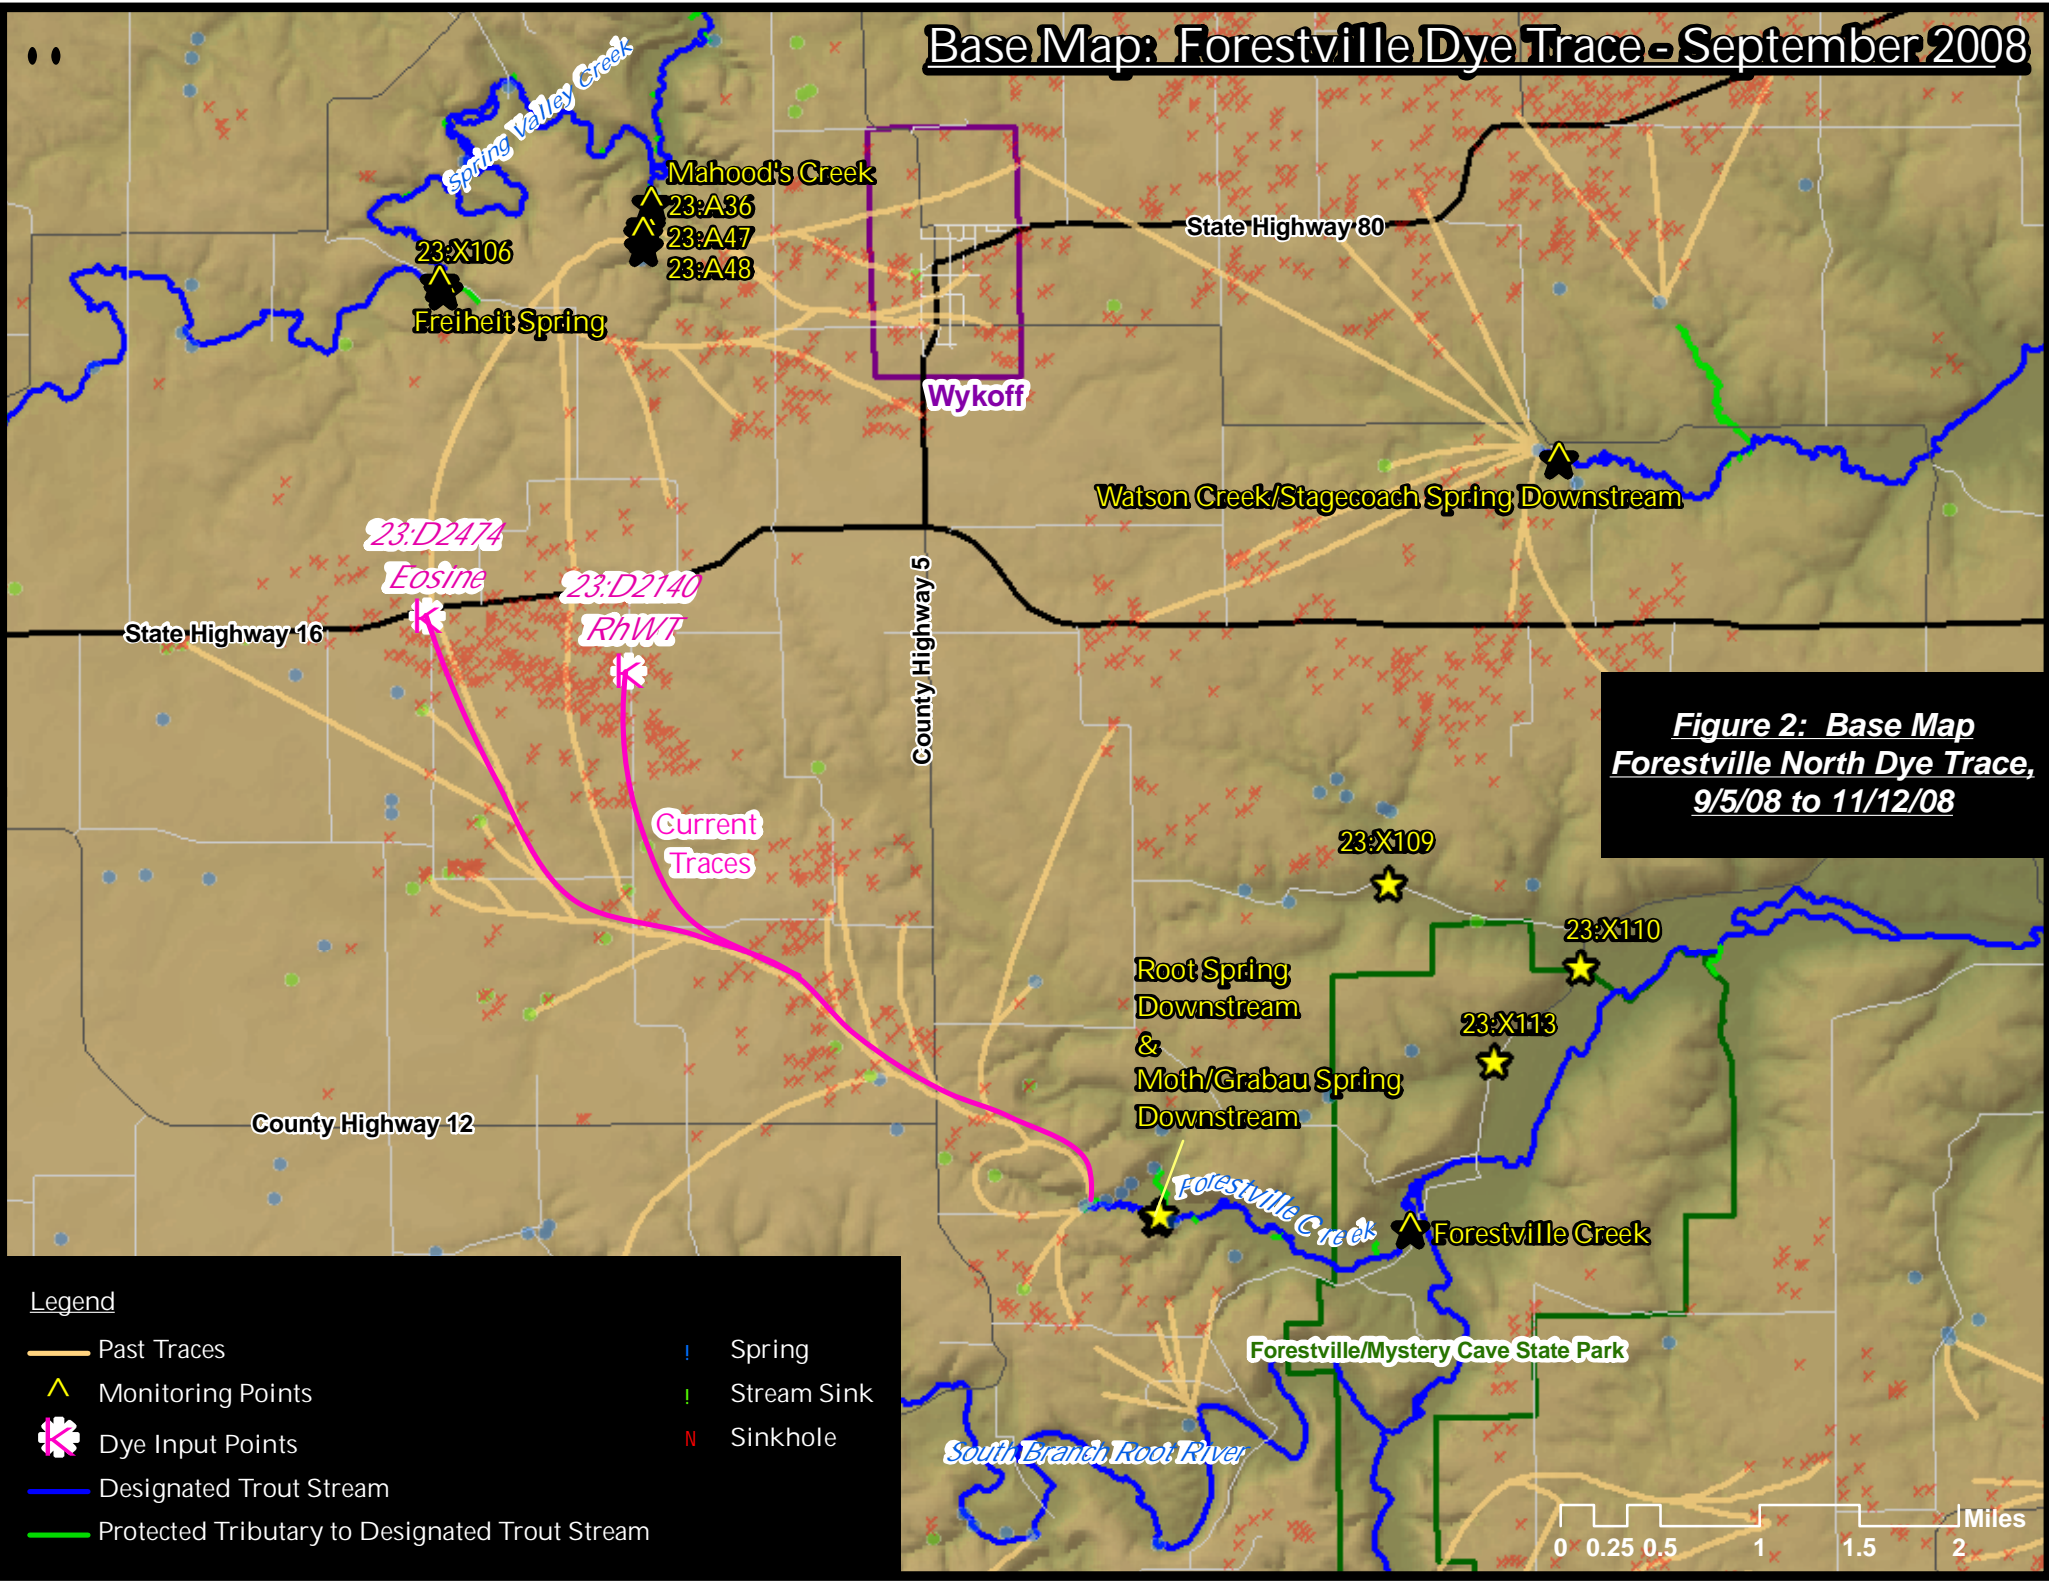 Base Map: Forestville Dye Trace - September 2008
Spring Valley Creek
Mahood's Creek
23:A36
23:A47
23:A48
23:X106
Freiheit Spring
State Highway 80
Wykoff
Watson Creek/Stagecoach Spring Downstream
23:D2474
Eosine
23:D2140
RhWT
State Highway 16
County Highway 5
Figure 2: Base Map
Forestville North Dye Trace,
9/5/08 to 11/12/08
Current
Traces
23:X109
23:X110
23:X113
Root Spring
Downstream
&
Moth/Grabau Spring
Downstream
County Highway 12
Forestville Creek
Forestville Creek
Forestville/Mystery Cave State Park
South Branch Root River
Legend
Past Traces
Monitoring Points
Dye Input Points
Designated Trout Stream
Protected Tributary to Designated Trout Stream
! Spring
! Stream Sink
N Sinkhole
Miles
0 0.25 0.5 1 1.5 2